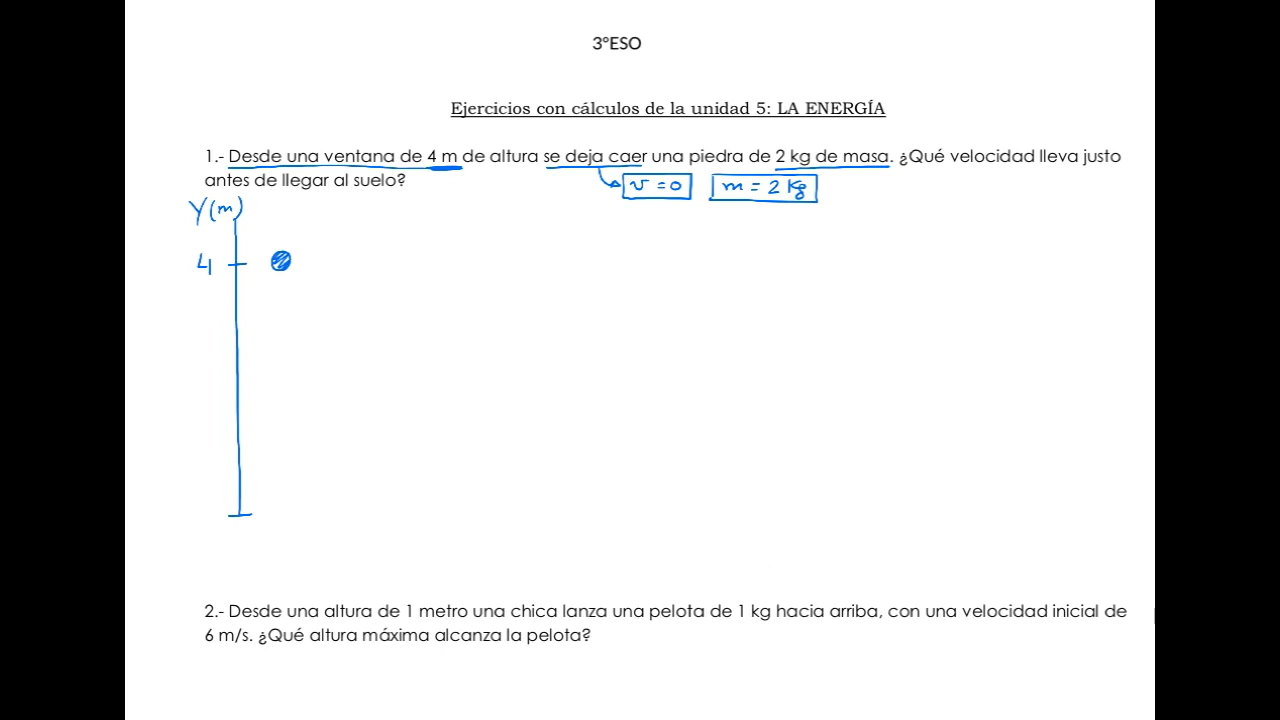 3ºESO
Ejercicios con cálculos de la unidad 5: LA ENERGÍA
1.- Desde una ventana de 4 m de altura se deja caer una piedra de 2 kg de masa. ¿Qué velocidad lleva justo
antes de llegar al suelo?
v = 0 m = 2 Kg
Y(m)
4
2.- Desde una altura de 1 metro una chica lanza una pelota de 1 kg hacia arriba, con una velocidad inicial de
6 m/s. ¿Qué altura máxima alcanza la pelota?